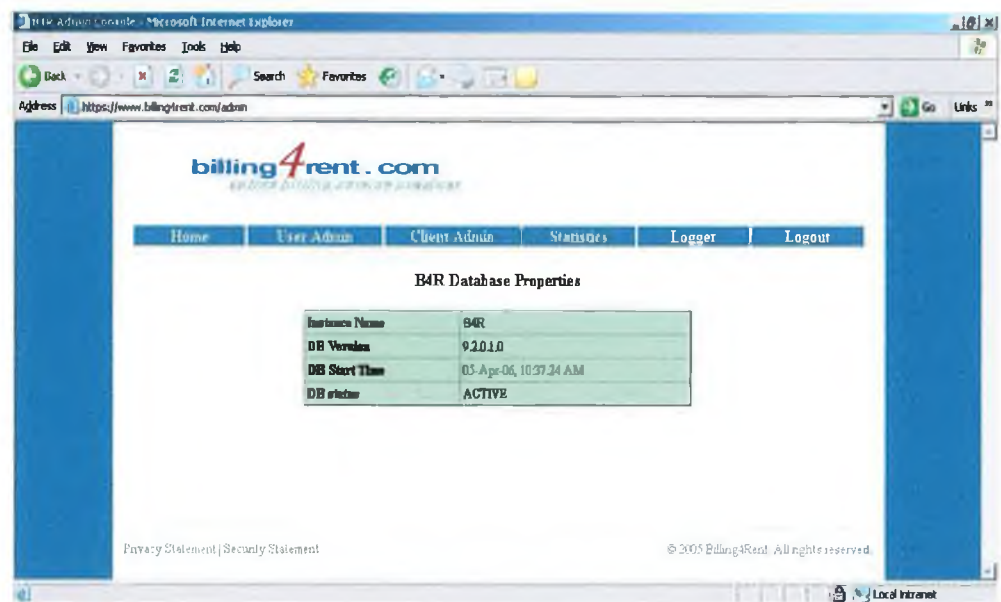 B4R Admin Console - Microsoft Internet Explorer
File Edit View Favorites Tools Help
Back Search Favorites
Address https://www.billing4rent.com/admin Go Links »
billing4rent.com
Home User Admin Client Admin Statistics Logger Logout
B4R Database Properties
Instance Name B4R
DB Version 9.2.0.1.0
DB Start Time 05-Apr-06, 10:37:24 AM
DB status ACTIVE
Privacy Statement | Security Statement © 2005 Billing4Rent. All rights reserved.
Local intranet